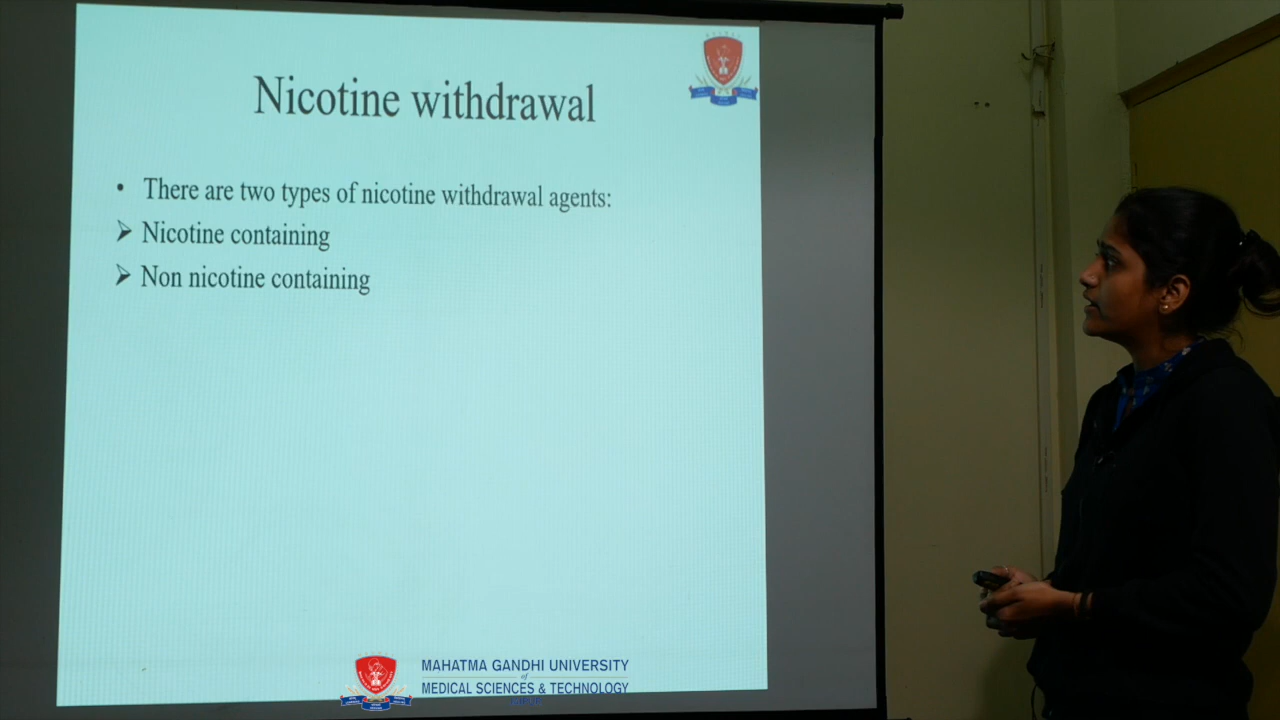 Nicotine withdrawal
• There are two types of nicotine withdrawal agents:
➢ Nicotine containing
➢ Non nicotine containing
MAHATMA GANDHI UNIVERSITY
of
MEDICAL SCIENCES & TECHNOLOGY